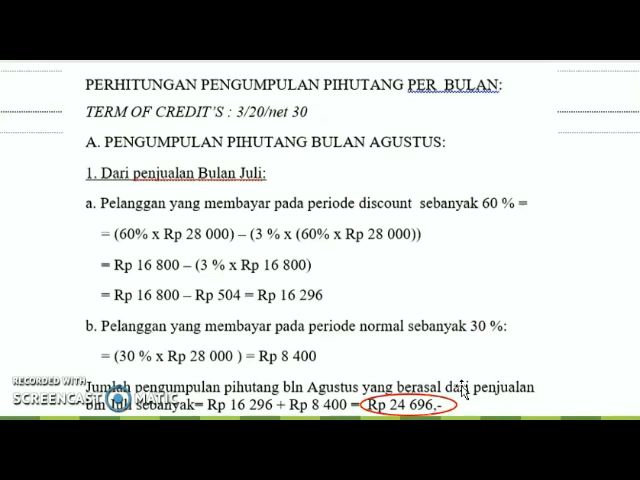 PERHITUNGAN PENGUMPULAN PIHUTANG PER BULAN:
TERM OF CREDIT'S : 3/20/net 30
A. PENGUMPULAN PIHUTANG BULAN AGUSTUS:
1. Dari penjualan Bulan Juli:
a. Pelanggan yang membayar pada periode discount sebanyak 60 % =
= (60% x Rp 28 000) – (3 % x (60% x Rp 28 000))
= Rp 16 800 – (3 % x Rp 16 800)
= Rp 16 800 – Rp 504 = Rp 16 296
b. Pelanggan yang membayar pada periode normal sebanyak 30 %:
= (30 % x Rp 28 000 ) = Rp 8 400
RECORDED WITH
SCREENCAST MATIC
Jumlah pengumpulan pihutang bln Agustus yang berasal dari penjualan
bln Juli sebanyak= Rp 16 296 + Rp 8 400 = Rp 24 696,-